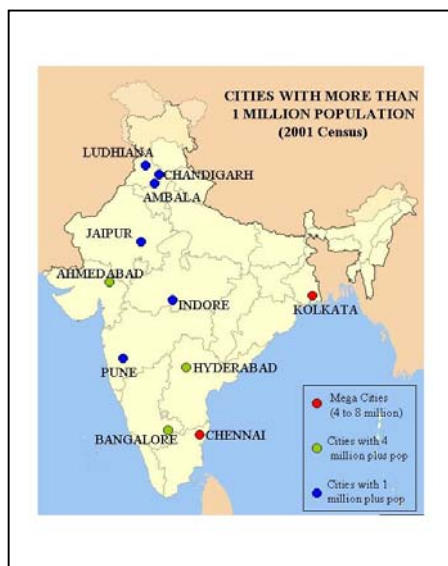 CITIES WITH MORE THAN
1 MILLION POPULATION
(2001 Census)
LUDHIANA
CHANDIGARH
AMBALA
JAIPUR
AHMEDABAD
INDORE
KOLKATA
PUNE
HYDERABAD
BANGALORE
CHENNAI
Mega Cities
(4 to 8 million)
Cities with 4
million plus pop
Cities with 1
million plus pop